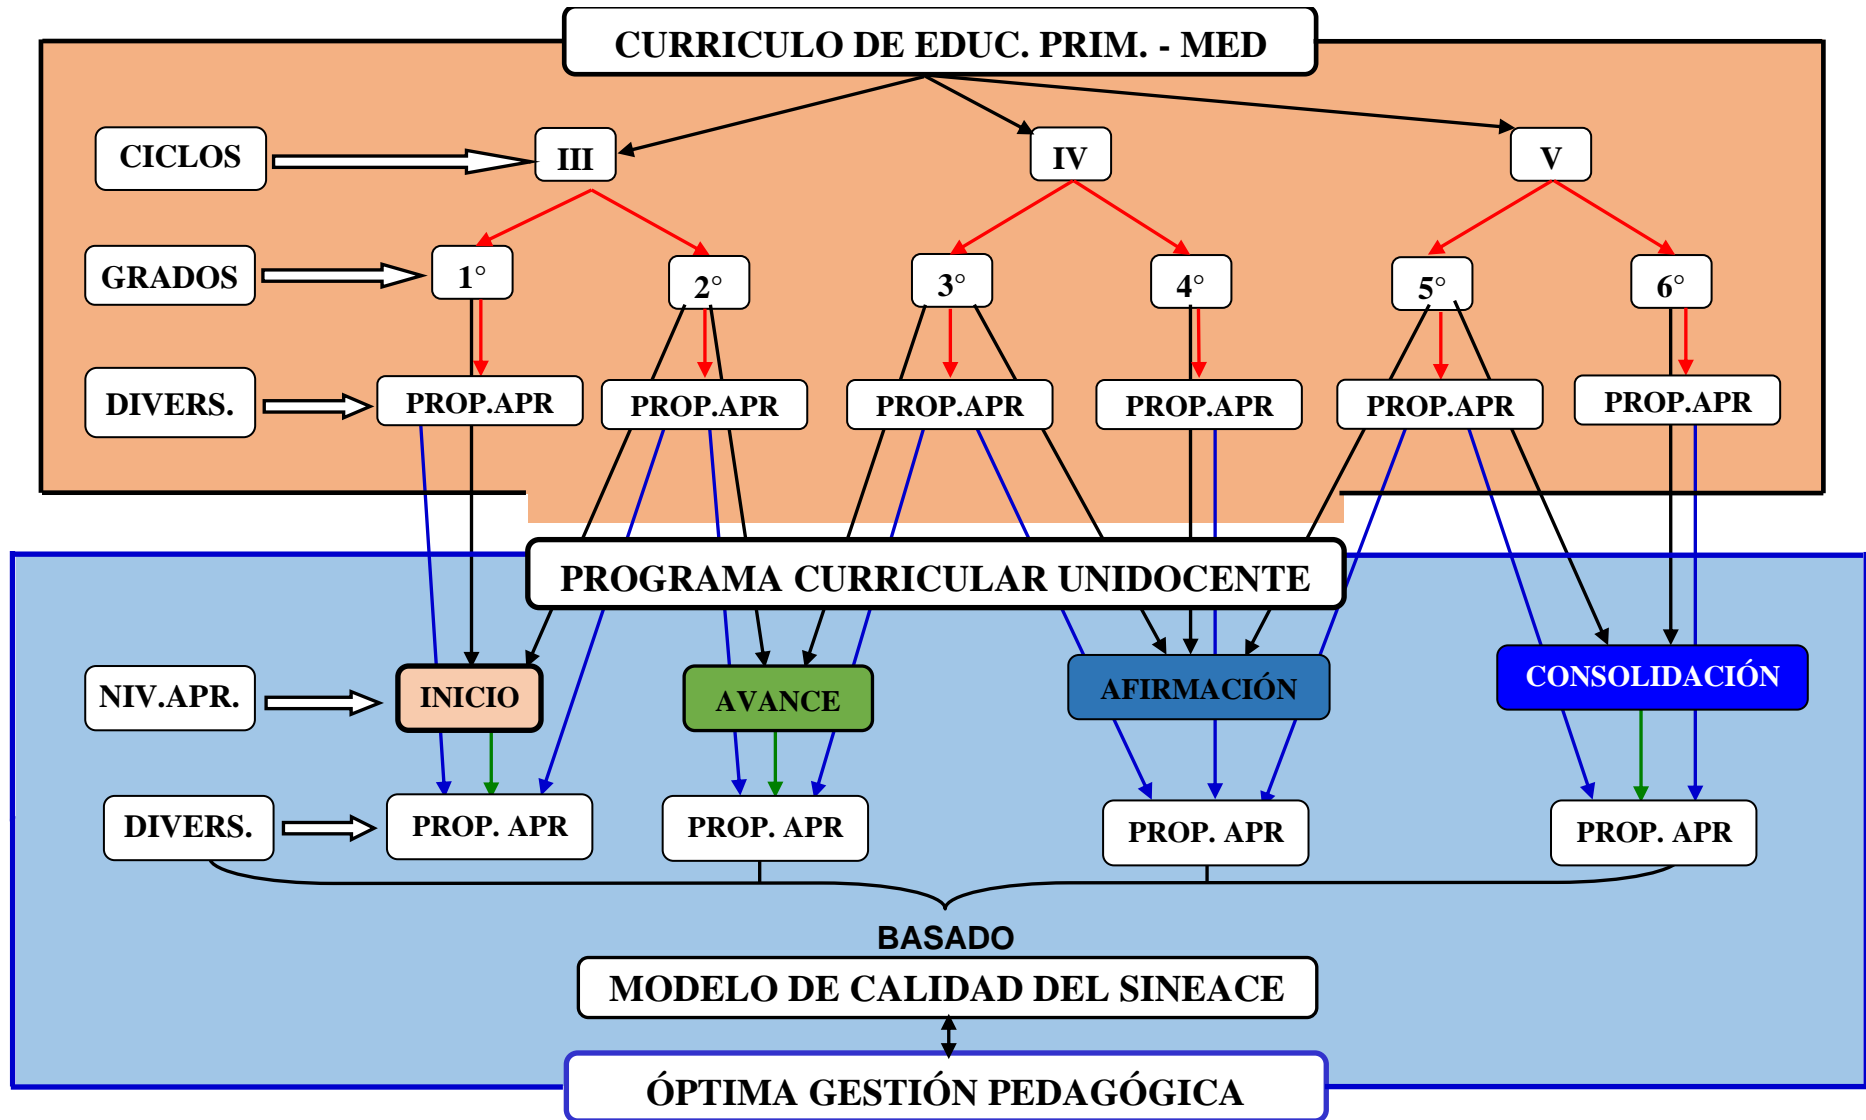 CURRICULO DE EDUC. PRIM. - MED
CICLOS
III
IV
V
GRADOS
1°
2°
3°
4°
5°
6°
DIVERS.
PROP.APR
PROP.APR
PROP.APR
PROP.APR
PROP.APR
PROP.APR
PROGRAMA CURRICULAR UNIDOCENTE
NIV.APR.
INICIO
AVANCE
AFIRMACIÓN
CONSOLIDACIÓN
DIVERS.
PROP. APR
PROP. APR
PROP. APR
PROP. APR
BASADO
MODELO DE CALIDAD DEL SINEACE
ÓPTIMA GESTIÓN PEDAGÓGICA